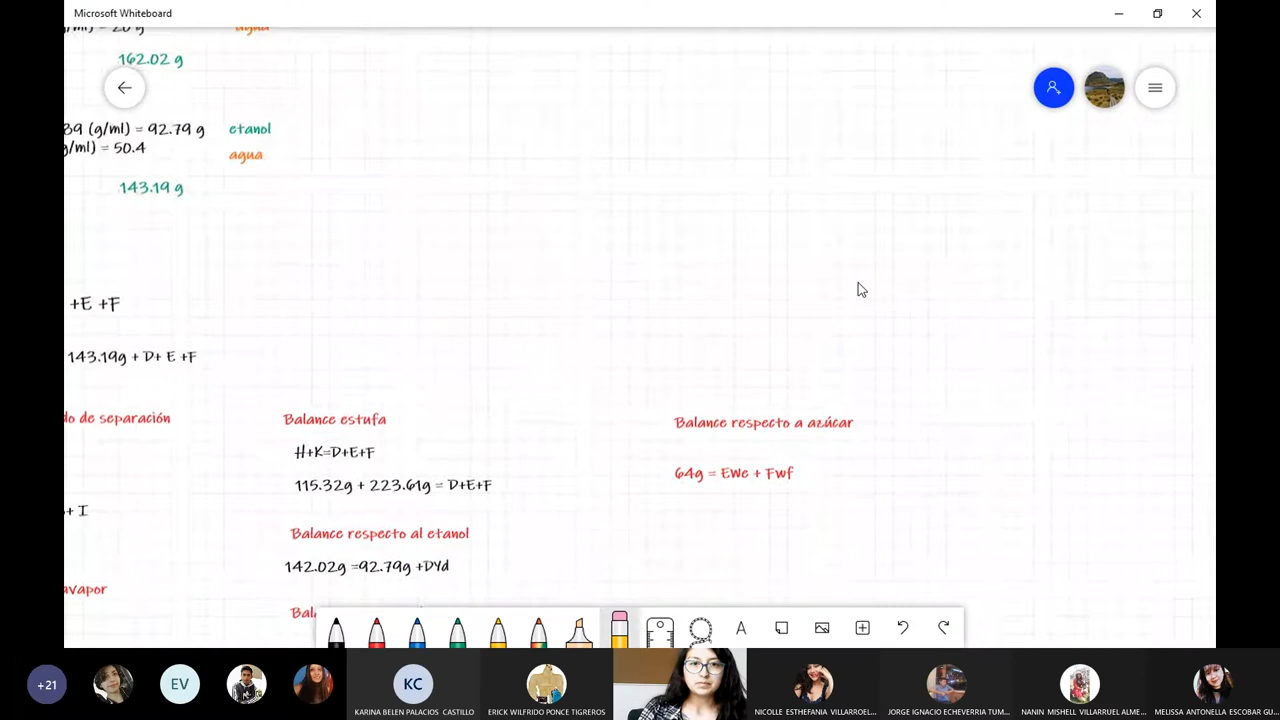 Microsoft Whiteboard
= 20 g
agua
162.02 g
39 (g/ml) = 92.79 g
etanol
g/ml) = 50.4
agua
143.19 g
+E +F
143.19g + D+ E +F
do de separación
Balance estufa
Balance respecto a azúcar
H+K=D+E+F
64g = EWe + Fwf
115.32g + 223.61g = D+E+F
+ I
Balance respecto al etanol
142.02g =92.79g +DYd
avapor
Bal
A
+21
EV
KC
KARINA BELEN PALACIOS CASTILLO
ERICK WILFRIDO PONCE TIGREROS
NICOLLE ESTHEFANIA VILLARROEL...
JORGE IGNACIO ECHEVERRIA TUM...
NANIN MISHELL VILLARRUEL ALME...
MELISSA ANTONELLA ESCOBAR GU...